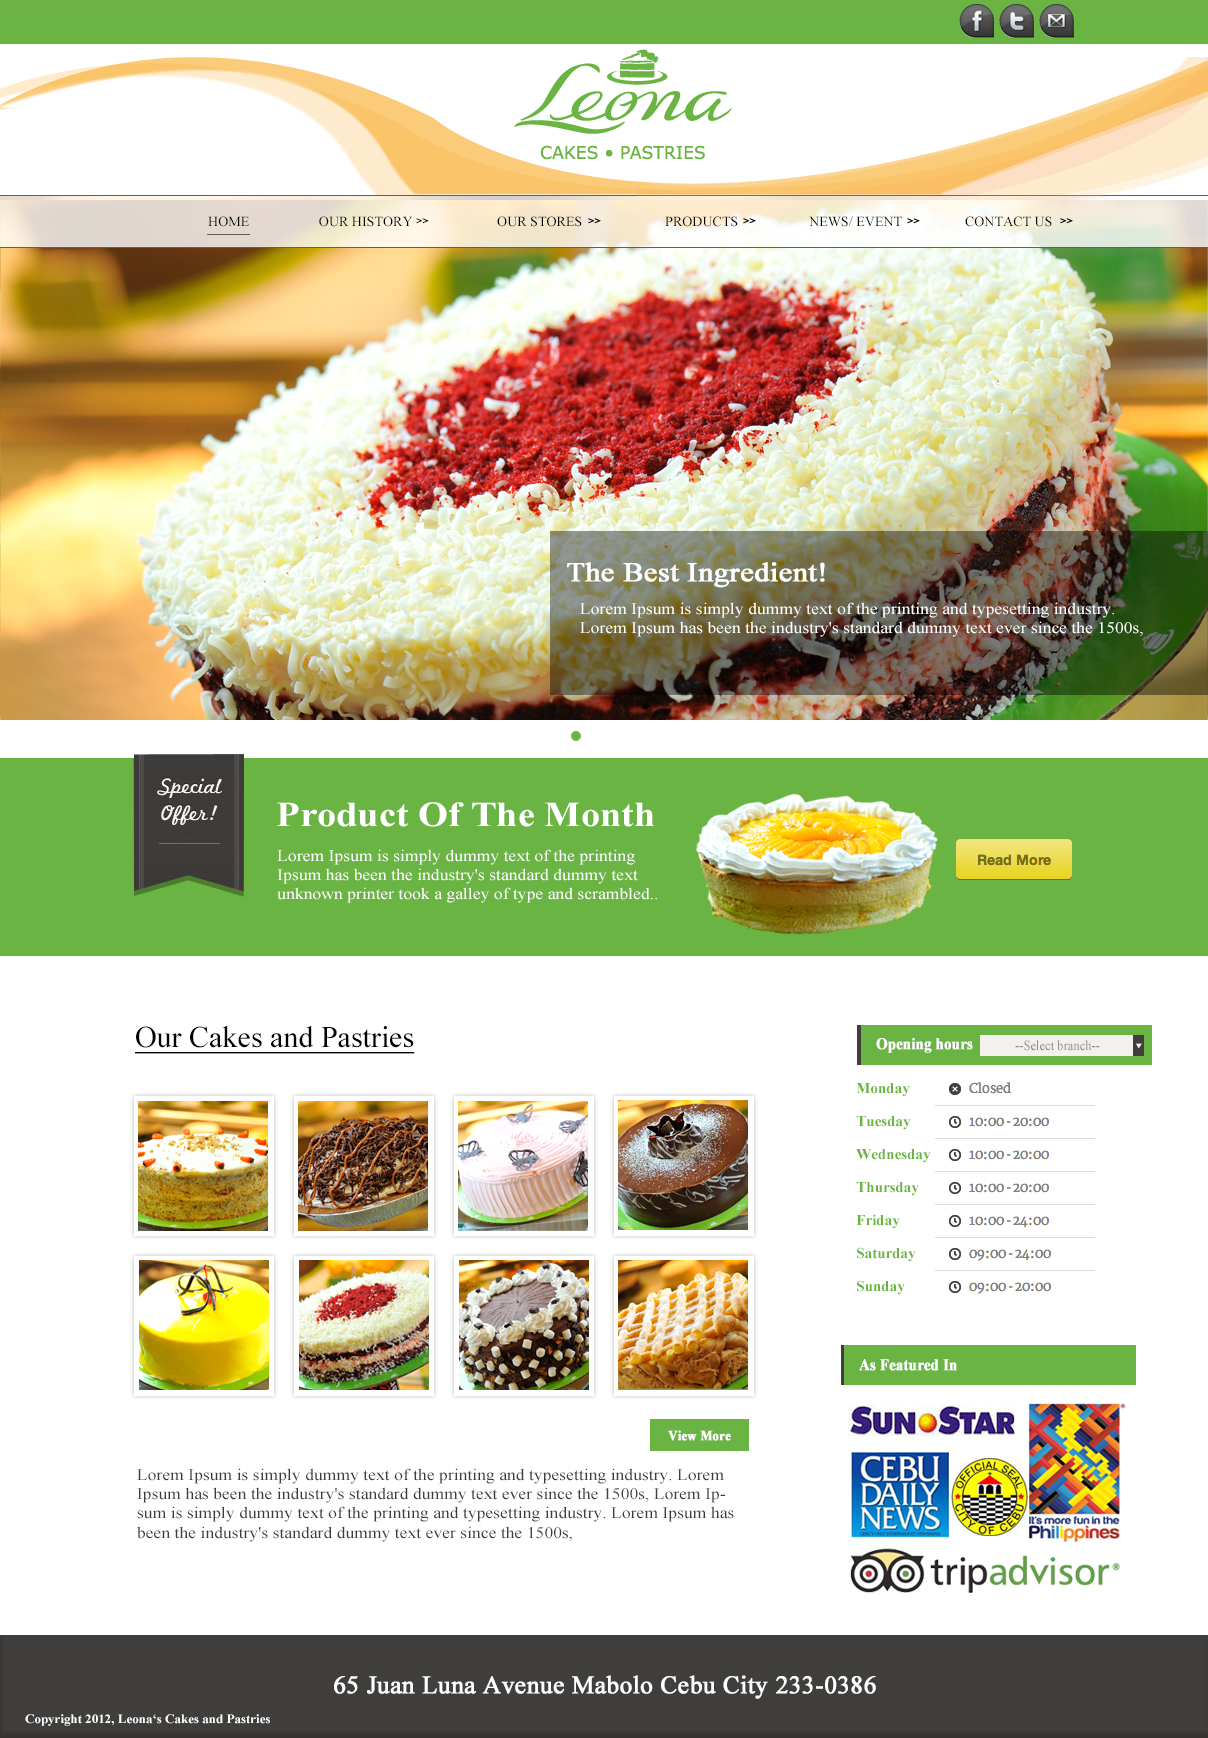 Leona
CAKES • PASTRIES
HOME
OUR HISTORY >>
OUR STORES >>
PRODUCTS >>
NEWS/ EVENT >>
CONTACT US >>
The Best Ingredient!
Lorem Ipsum is simply dummy text of the printing and typesetting industry.
Lorem Ipsum has been the industry's standard dummy text ever since the 1500s,
Special
Offer!
Product Of The Month
Lorem Ipsum is simply dummy text of the printing
Ipsum has been the industry's standard dummy text
unknown printer took a galley of type and scrambled..
Read More
Our Cakes and Pastries
View More
Lorem Ipsum is simply dummy text of the printing and typesetting industry. Lorem
Ipsum has been the industry's standard dummy text ever since the 1500s, Lorem Ip-
sum is simply dummy text of the printing and typesetting industry. Lorem Ipsum has
been the industry's standard dummy text ever since the 1500s,
Opening hours --Select branch--
Monday Closed
Tuesday 10:00 - 20:00
Wednesday 10:00 - 20:00
Thursday 10:00 - 20:00
Friday 10:00 - 24:00
Saturday 09:00 - 24:00
Sunday 09:00 - 20:00
As Featured In
SUN STAR
CEBU
DAILY
NEWS
OFFICIAL SEAL
CITY OF CEBU
It's more fun in the
Philippines
tripadvisor®
65 Juan Luna Avenue Mabolo Cebu City 233-0386
Copyright 2012, Leona's Cakes and Pastries